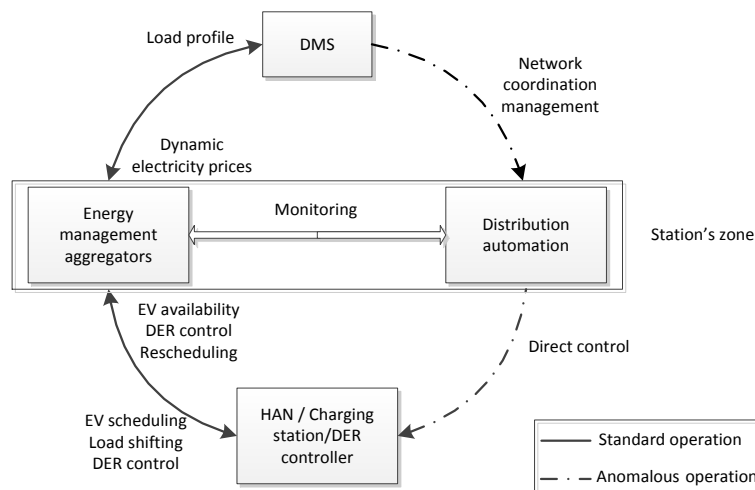 Load profile
DMS
Network
coordination
management
Dynamic
electricity prices
Energy
management
aggregators
Monitoring
Distribution
automation
Station's zone
EV availability
DER control
Rescheduling
Direct control
EV scheduling
Load shifting
DER control
HAN / Charging
station/DER
controller
Standard operation
Anomalous operation